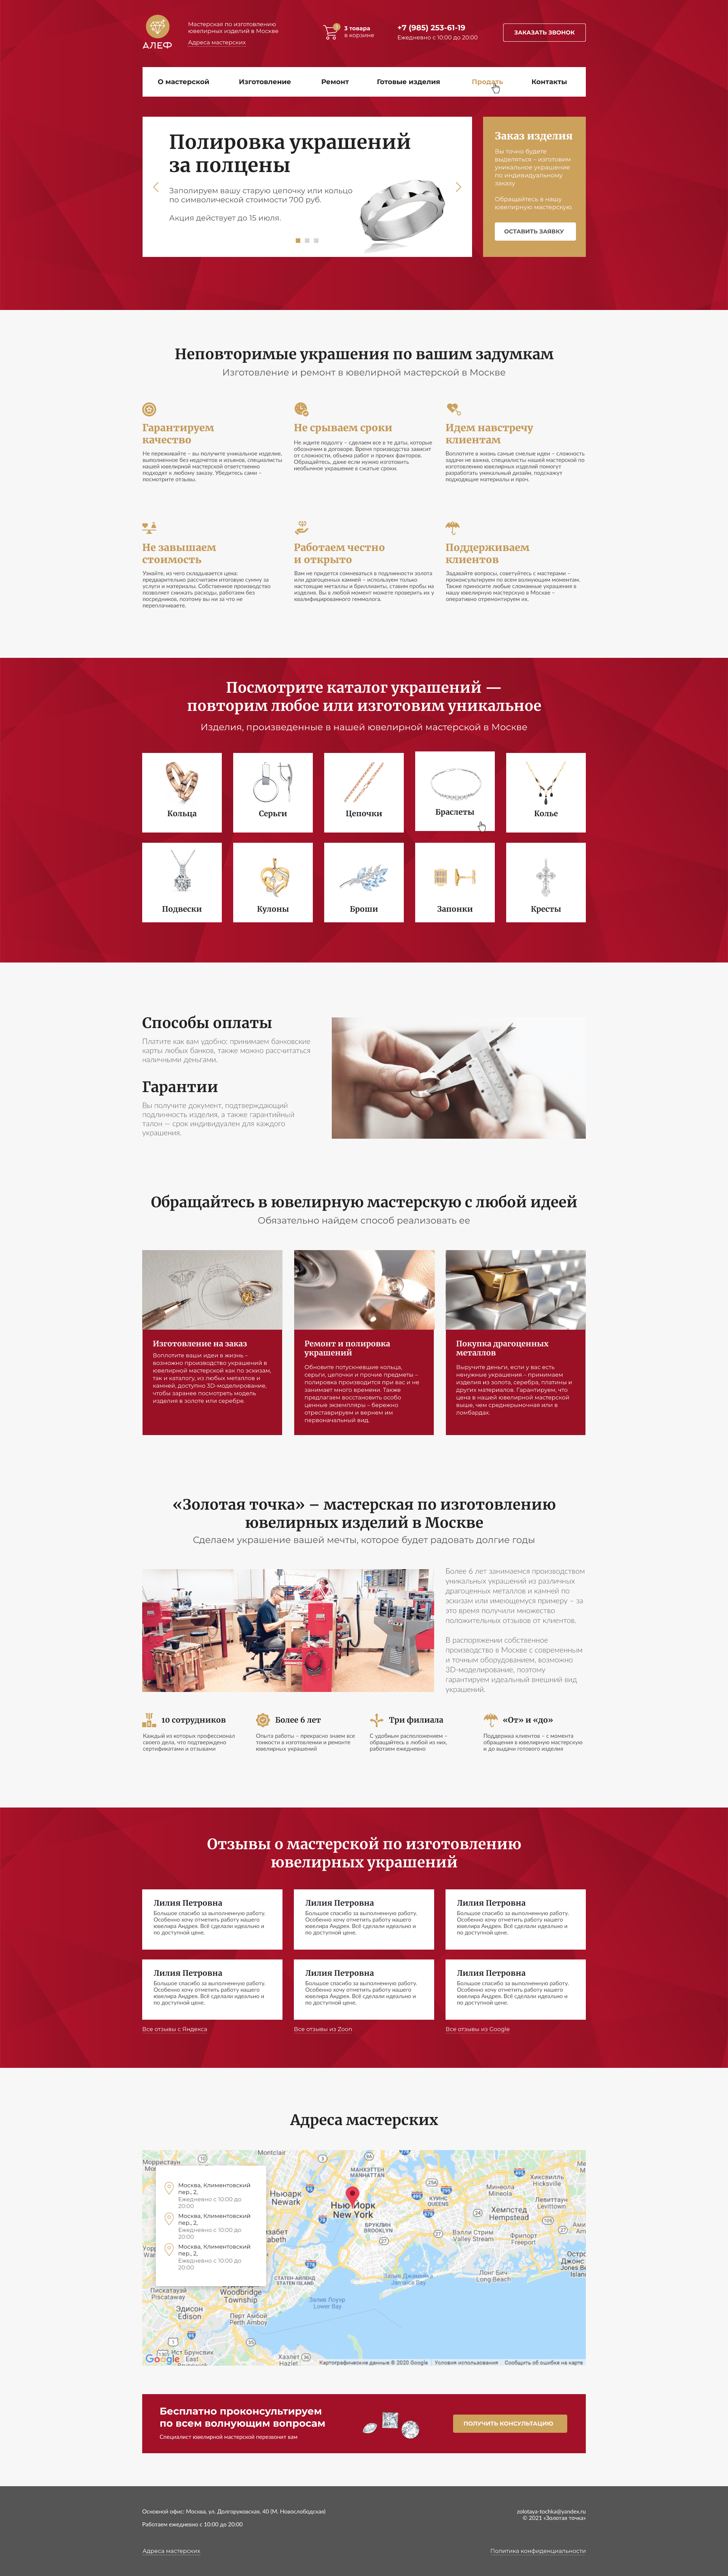 АЛЕФ
Мастерская по изготовлению
ювелирных изделий в Москве
Адреса мастерских
3 товара
в корзине
+7 (985) 253-61-19
Ежедневно с 10:00 до 20:00
ЗАКАЗАТЬ ЗВОНОК
О мастерской Изготовление Ремонт Готовые изделия Продать Контакты
Полировка украшений
за полцены
Заполируем вашу старую цепочку или кольцо
по символической стоимости 700 руб.
Акция действует до 15 июля.
Заказ изделия
Вы точно будете
выделяться – изготовим
уникальное украшение
по индивидуальному
заказу
Обращайтесь в нашу
ювелирную мастерскую
ОСТАВИТЬ ЗАЯВКУ
Неповторимые украшения по вашим задумкам
Изготовление и ремонт в ювелирной мастерской в Москве
Гарантируем
качество
Не переживайте – вы получите уникальное изделие,
выполненное без недочетов и изъянов, специалисты
нашей ювелирной мастерской ответственно
подходят к любому заказу. Убедитесь сами –
посмотрите отзывы.
Не срываем сроки
Не ждите подолгу – сделаем все в те даты, которые
обозначим в договоре. Время производства зависит
от сложности, объема работ и прочих факторов.
Обращайтесь, даже если нужно изготовить
необычное украшение в сжатые сроки.
Идем навстречу
клиентам
Воплотите в жизнь самые смелые идеи – сложность
задачи не важна, специалисты нашей мастерской по
изготовлению ювелирных изделий помогут
разработать уникальный дизайн, подскажут
подходящие материалы и проч.
Не завышаем
стоимость
Узнайте, из чего складывается цена:
предварительно рассчитаем итоговую сумму за
услуги и материалы. Собственное производство
позволяет снижать расходы, работаем без
посредников, поэтому вы ни за что не
переплачиваете.
Работаем честно
и открыто
Вам не придется сомневаться в подлинности золота
или драгоценных камней – используем только
настоящие металлы и бриллианты, ставим пробы на
изделия. Вы в любой момент можете проверить их у
квалифицированного геммолога.
Поддерживаем
клиентов
Задавайте вопросы, советуйтесь с мастерами –
проконсультируем по всем волнующим моментам.
Также приносите любые сломанные украшения в
нашу ювелирную мастерскую в Москве –
оперативно отремонтируем их.
Посмотрите каталог украшений —
повторим любое или изготовим уникальное
Изделия, произведенные в нашей ювелирной мастерской в Москве
Кольца Серьги Цепочки Браслеты Колье
Подвески Кулоны Броши Запонки Кресты
Способы оплаты
Платите как вам удобно: принимаем банковские
карты любых банков, также можно рассчитаться
наличными деньгами.
Гарантии
Вы получите документ, подтверждающий
подлинность изделия, а также гарантийный
талон — срок индивидуален для каждого
украшения.
Обращайтесь в ювелирную мастерскую с любой идеей
Обязательно найдем способ реализовать ее
Изготовление на заказ
Воплотите ваши идеи в жизнь –
возможно производство украшений в
ювелирной мастерской как по эскизам,
так и каталогу, из любых металлов и
камней, доступно 3D-моделирование,
чтобы заранее посмотреть модель
изделия в золоте или серебре.
Ремонт и полировка
украшений
Обновите потускневшие кольца,
серьги, цепочки и прочие предметы –
полировка производится при вас и не
занимает много времени. Также
предлагаем восстановить особо
ценные экземпляры – бережно
отреставрируем и вернем им
первоначальный вид.
Покупка драгоценных
металлов
Выручите деньги, если у вас есть
ненужные украшения – принимаем
изделия из золота, серебра, платины и
других материалов. Гарантируем, что
цена в нашей ювелирной мастерской
выше, чем среднерыночная или в
ломбардах.
«Золотая точка» – мастерская по изготовлению
ювелирных изделий в Москве
Сделаем украшение вашей мечты, которое будет радовать долгие годы
Более 6 лет занимаемся производством
уникальных украшений из различных
драгоценных металлов и камней по
эскизам или имеющемуся примеру – за
это время получили множество
положительных отзывов от клиентов.
В распоряжении собственное
производство в Москве с современным
и точным оборудованием, возможно
3D-моделирование, поэтому
гарантируем идеальный внешний вид
украшений.
10 сотрудников
Каждый из которых профессионал
своего дела, что подтверждено
сертификатами и отзывами
Более 6 лет
Опыта работы – прекрасно знаем все
тонкости в изготовлении и ремонте
ювелирных украшений
Три филиала
С удобным расположением –
обращайтесь в любой из них,
работаем ежедневно
«От» и «до»
Поддержка клиентов – с момента
обращения в ювелирную мастерскую
и до выдачи готового изделия
Отзывы о мастерской по изготовлению
ювелирных украшений
Лилия Петровна
Большое спасибо за выполненную работу.
Особенно хочу отметить работу нашего
ювелира Андрея. Всё сделали идеально и
по доступной цене.
Лилия Петровна
Большое спасибо за выполненную работу.
Особенно хочу отметить работу нашего
ювелира Андрея. Всё сделали идеально и
по доступной цене.
Лилия Петровна
Большое спасибо за выполненную работу.
Особенно хочу отметить работу нашего
ювелира Андрея. Всё сделали идеально и
по доступной цене.
Лилия Петровна
Большое спасибо за выполненную работу.
Особенно хочу отметить работу нашего
ювелира Андрея. Всё сделали идеально и
по доступной цене.
Лилия Петровна
Большое спасибо за выполненную работу.
Особенно хочу отметить работу нашего
ювелира Андрея. Всё сделали идеально и
по доступной цене.
Лилия Петровна
Большое спасибо за выполненную работу.
Особенно хочу отметить работу нашего
ювелира Андрея. Всё сделали идеально и
по доступной цене.
Все отзывы с Яндекса
Все отзывы из Zoon
Все отзывы из Google
Адреса мастерских
Москва, Климентовский
пер., 2,
Ежедневно с 10:00 до
20:00
Москва, Климентовский
пер., 2,
Ежедневно с 10:00 до
20:00
Москва, Климентовский
пер., 2,
Ежедневно с 10:00 до
20:00
Montclair
Морристаун
МАНХЭТТЕН
MANHATTAN
Ньюарк
Newark
Нью-Йорк
New York
КУИНС
QUEENS
БРУКЛИН
BROOKLYN
Минеола
Mineola
Хиксвилль
Hicksville
Левиттаун
Levittown
Хемпстед
Hempstead
Вэлли Стрим
Valley Stream
Фрипорт
Freeport
Лонг Бич
Long Beach
Залив Джамейка
Jamaica Bay
СТАТЕН-АЙЛЕНД
STATEN ISLAND
Залив Лоуэр
Lower Bay
Woodbridge
Township
Пискатауэй
Piscataway
Эдисон
Edison
Перт Амбой
Perth Amboy
Ист Брунсвик
East
Хазлет
Hazlet
Google
Картографические данные © 2020 Google Условия использования Сообщить об ошибке на карте
Бесплатно проконсультируем
по всем волнующим вопросам
Специалист ювелирной мастерской перезвонит вам
ПОЛУЧИТЬ КОНСУЛЬТАЦИЮ
Основной офис: Москва, ул. Долгоруковская, 40 (М. Новослободская)
Работаем ежедневно с 10:00 до 20:00
zolotaya-tochka@yandex.ru
© 2021 «Золотая точка»
Адреса мастерских
Политика конфиденциальности